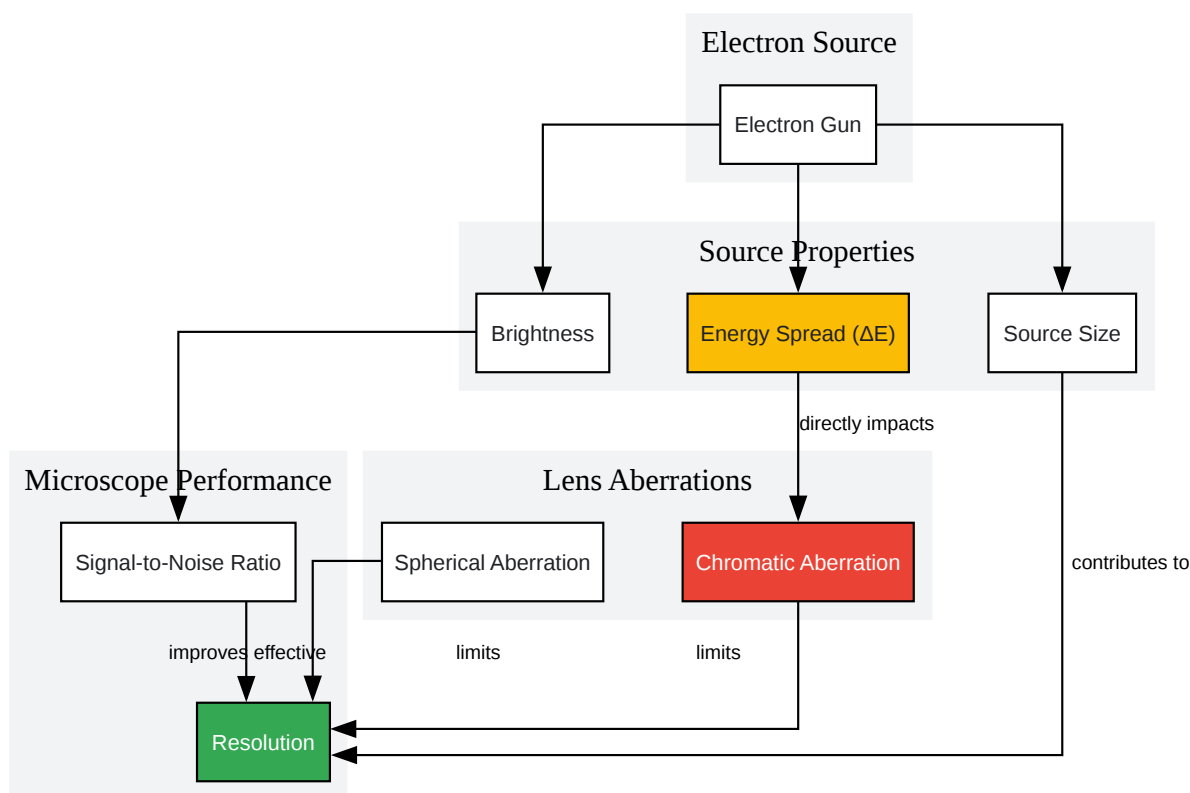 Electron Source
Electron Gun
Source Properties
Brightness
Energy Spread (ΔE)
Source Size
directly impacts
Microscope Performance
Lens Aberrations
Signal-to-Noise Ratio
Spherical Aberration
Chromatic Aberration
contributes to
improves effective
limits
limits
Resolution